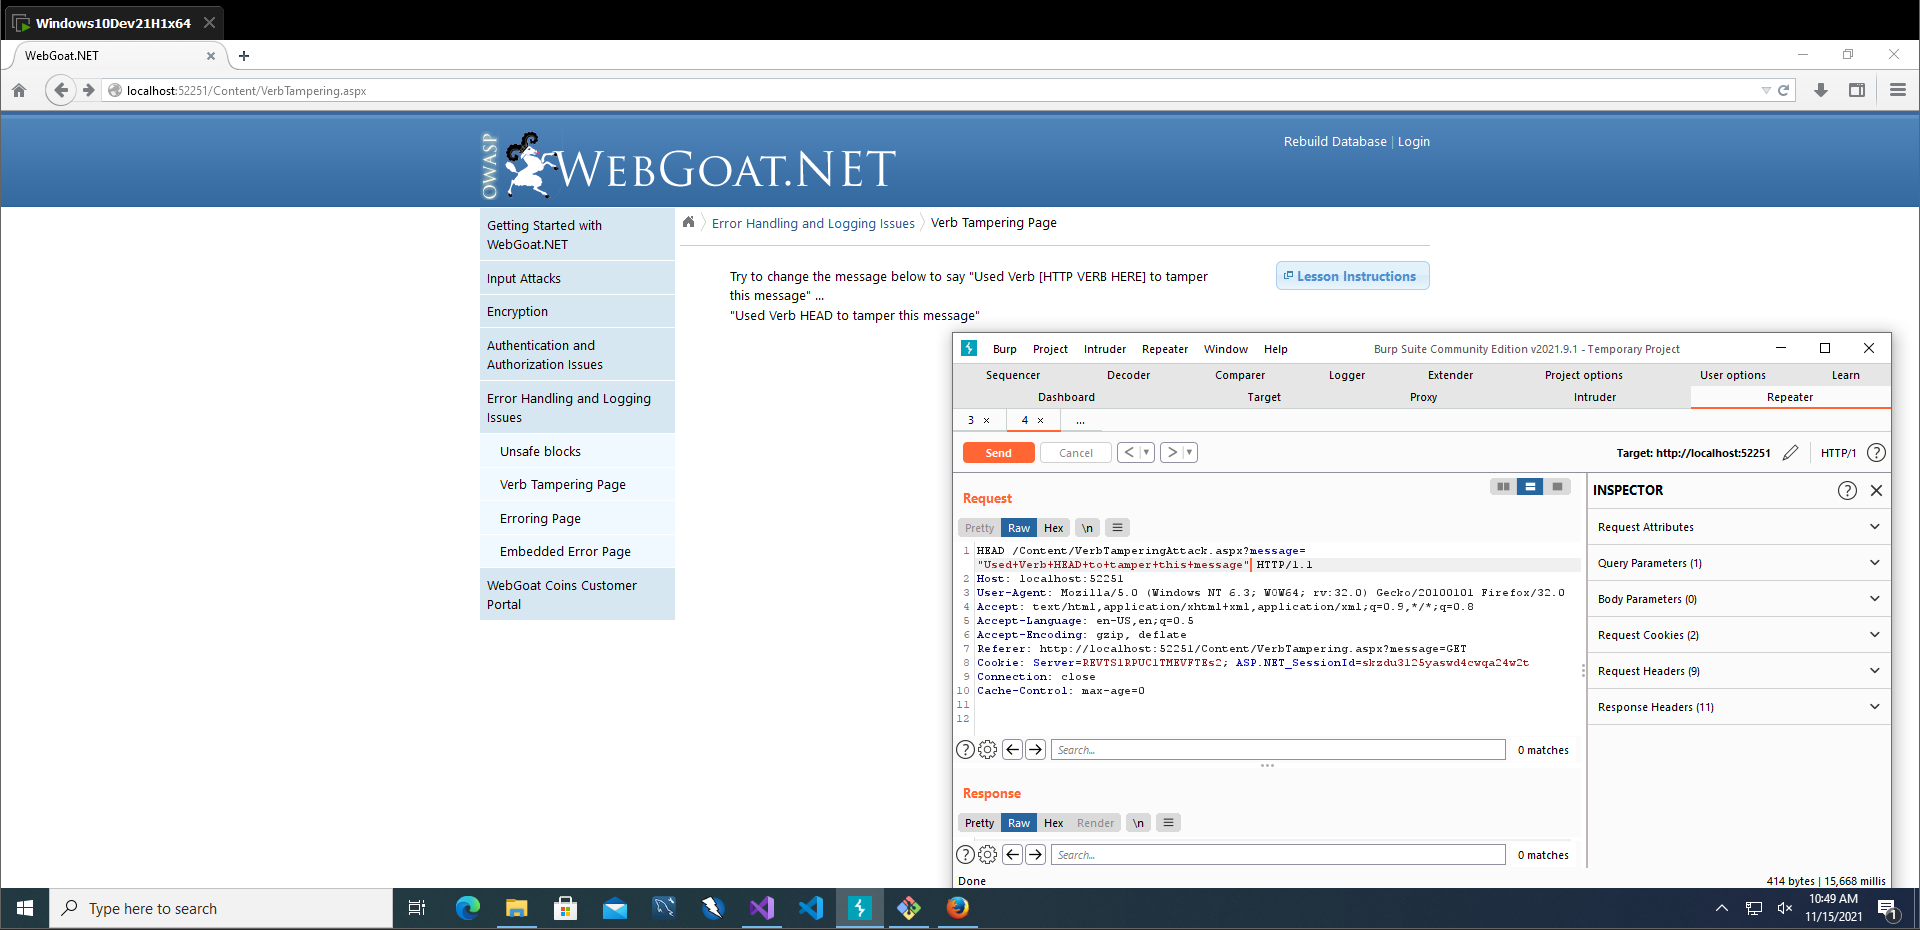 Windows10Dev21H1x64
WebGoat.NET
localhost:52251/Content/VerbTampering.aspx
OWASP
WEBGOAT.NET
Rebuild Database | Login
Getting Started with
WebGoat.NET
Input Attacks
Encryption
Authentication and
Authorization Issues
Error Handling and Logging
Issues
Unsafe blocks
Verb Tampering Page
Erroring Page
Embedded Error Page
WebGoat Coins Customer
Portal
Error Handling and Logging Issues Verb Tampering Page
Try to change the message below to say "Used Verb [HTTP VERB HERE] to tamper
this message" ...
"Used Verb HEAD to tamper this message"
Lesson Instructions
Burp Project Intruder Repeater Window Help Burp Suite Community Edition v2021.9.1 - Temporary Project
Sequencer Decoder Comparer Logger Extender Project options User options Learn
Dashboard Target Proxy Intruder Repeater
3 × 4 × ...
Send Cancel < > Target: http://localhost:52251 HTTP/1 ?
Request
Pretty Raw Hex \n
1 HEAD /Content/VerbTamperingAttack.aspx?message=
"Used+Verb+HEAD+to+tamper+this+message" HTTP/1.1
2 Host: localhost:52251
3 User-Agent: Mozilla/5.0 (Windows NT 6.3; WOW64; rv:32.0) Gecko/20100101 Firefox/32.0
4 Accept: text/html,application/xhtml+xml,application/xml;q=0.9,*/*;q=0.8
5 Accept-Language: en-US,en;q=0.5
6 Accept-Encoding: gzip, deflate
7 Referer: http://localhost:52251/Content/VerbTampering.aspx?message=GET
8 Cookie: Server=REVTS1RPUC1TMEVFTEs2; ASP.NET_SessionId=skzdu3125yaswd4cwqa24w2t
9 Connection: close
10 Cache-Control: max-age=0
11
12
? Search... 0 matches
Response
Pretty Raw Hex Render \n
? Search... 0 matches
Done 414 bytes | 15,668 millis
INSPECTOR ?
Request Attributes
Query Parameters (1)
Body Parameters (0)
Request Cookies (2)
Request Headers (9)
Response Headers (11)
Type here to search
10:49 AM
11/15/2021
1